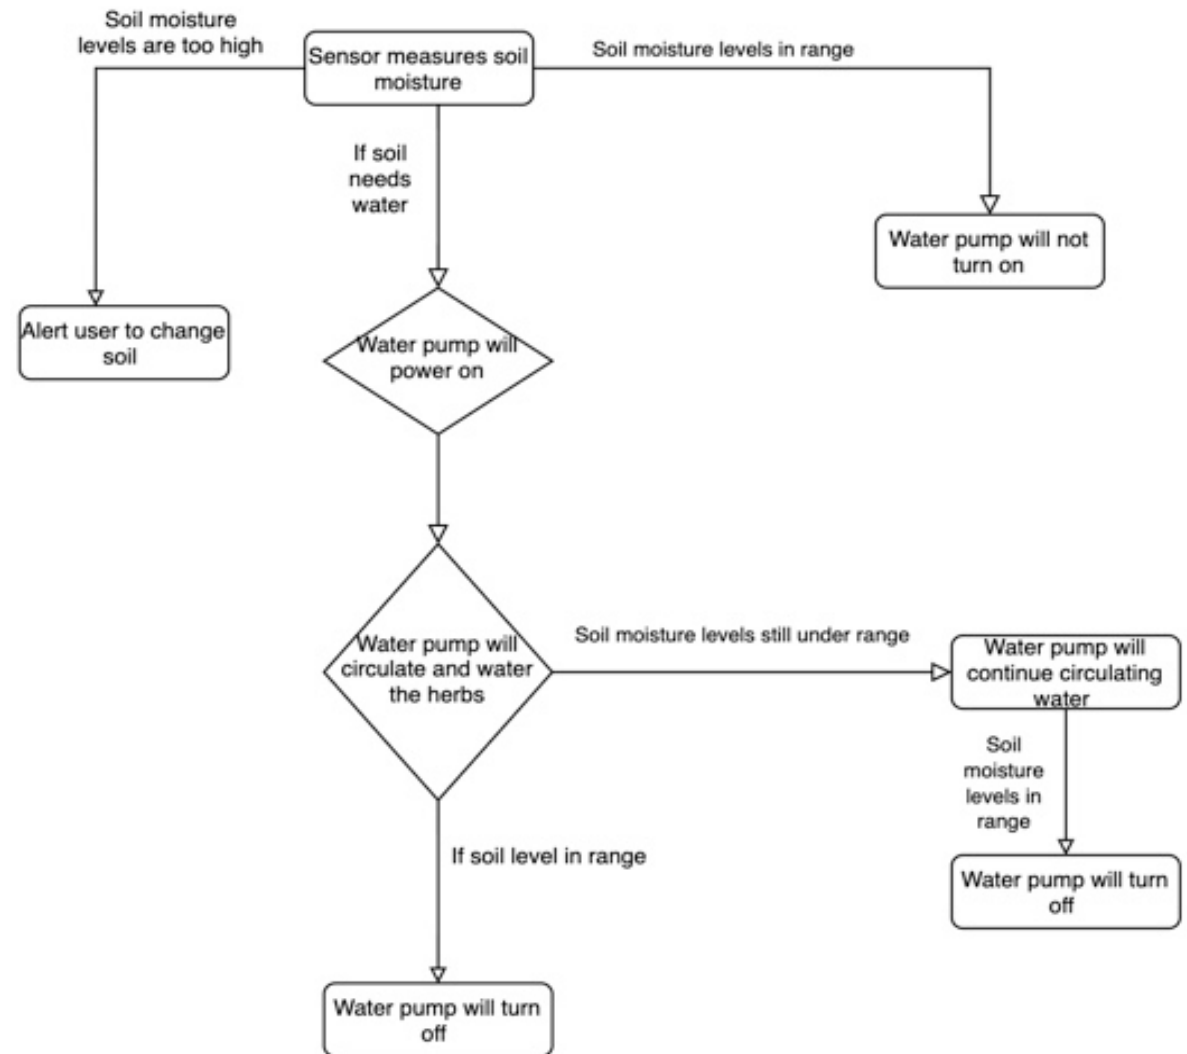 Soil moisture
levels are too high
Sensor measures soil
moisture
Soil moisture levels in range
If soil
needs
water
Water pump will not
turn on
Alert user to change
soil
Water pump will
power on
Water pump will
circulate and water
the herbs
Soil moisture levels still under range
Water pump will
continue circulating
water
Soil
moisture
levels in
range
If soil level in range
Water pump will turn
off
Water pump will turn
off